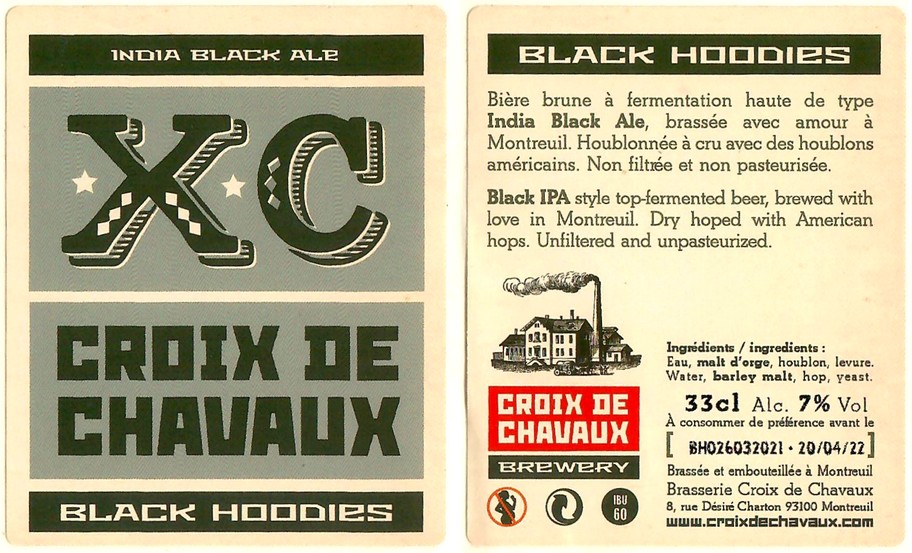 INDIA BLACK ALE
XC
CROIX DE
CHAVAUX
BLACK HOODIES
BLACK HOODIES
Bière brune à fermentation haute de type
India Black Ale, brassée avec amour à
Montreuil. Houblonnée à cru avec des houblons
américains. Non filtrée et non pasteurisée.
Black IPA style top-fermented beer, brewed with
love in Montreuil. Dry hoped with American
hops. Unfiltered and unpasteurized.
Ingrédients / ingredients :
Eau, malt d'orge, houblon, levure.
Water, barley malt, hop, yeast.
33cl Alc. 7% Vol
À consommer de préférence avant le
[ BH026032021 • 20/04/22 ]
Brassée et embouteillée à Montreuil
Brasserie Croix de Chavaux
8, rue Désiré Charton 93100 Montreuil
www.croixdechavaux.com
CROIX DE
CHAVAUX
BREWERY
IBU
60